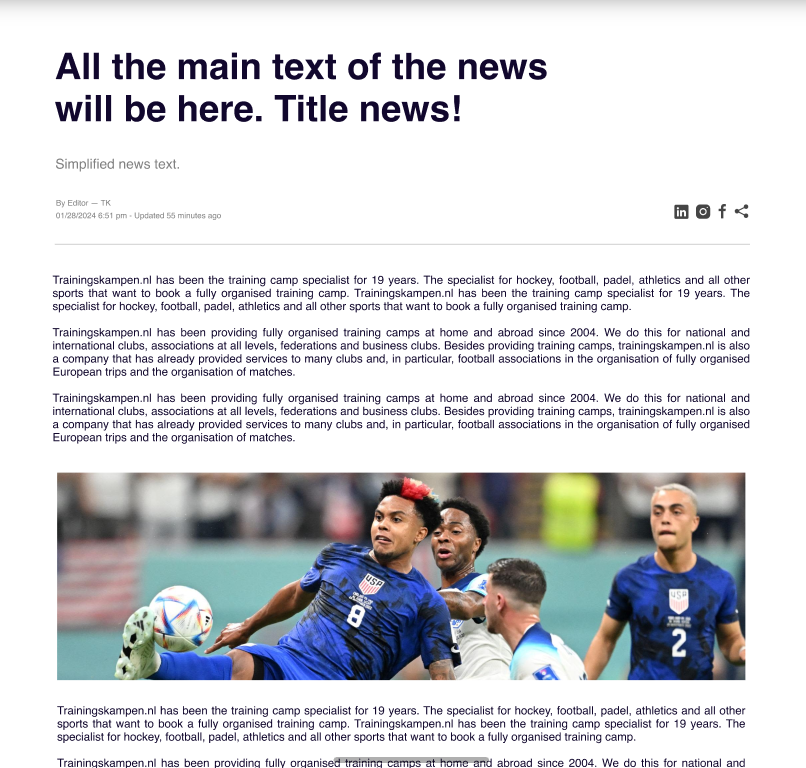 All the main text of the news
will be here. Title news!
Simplified news text.
By Editor — TK
01/28/2024 6:51 pm - Updated 55 minutes ago
Trainingskampen.nl has been the training camp specialist for 19 years. The specialist for hockey, football, padel, athletics and all other
sports that want to book a fully organised training camp. Trainingskampen.nl has been the training camp specialist for 19 years. The
specialist for hockey, football, padel, athletics and all other sports that want to book a fully organised training camp.
Trainingskampen.nl has been providing fully organised training camps at home and abroad since 2004. We do this for national and
international clubs, associations at all levels, federations and business clubs. Besides providing training camps, trainingskampen.nl is also
a company that has already provided services to many clubs and, in particular, football associations in the organisation of fully organised
European trips and the organisation of matches.
Trainingskampen.nl has been providing fully organised training camps at home and abroad since 2004. We do this for national and
international clubs, associations at all levels, federations and business clubs. Besides providing training camps, trainingskampen.nl is also
a company that has already provided services to many clubs and, in particular, football associations in the organisation of fully organised
European trips and the organisation of matches.
USA
8
USA
2
Trainingskampen.nl has been the training camp specialist for 19 years. The specialist for hockey, football, padel, athletics and all other
sports that want to book a fully organised training camp. Trainingskampen.nl has been the training camp specialist for 19 years. The
specialist for hockey, football, padel, athletics and all other sports that want to book a fully organised training camp.
Trainingskampen.nl has been providing fully organised training camps at home and abroad since 2004. We do this for national and